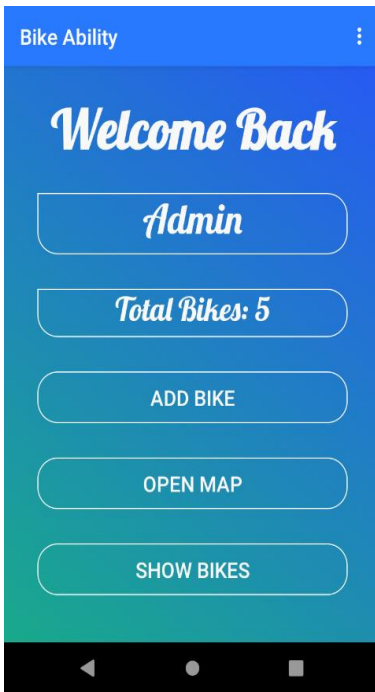 Bike Ability
Welcome Back
Admin
Total Bikes: 5
ADD BIKE
OPEN MAP
SHOW BIKES